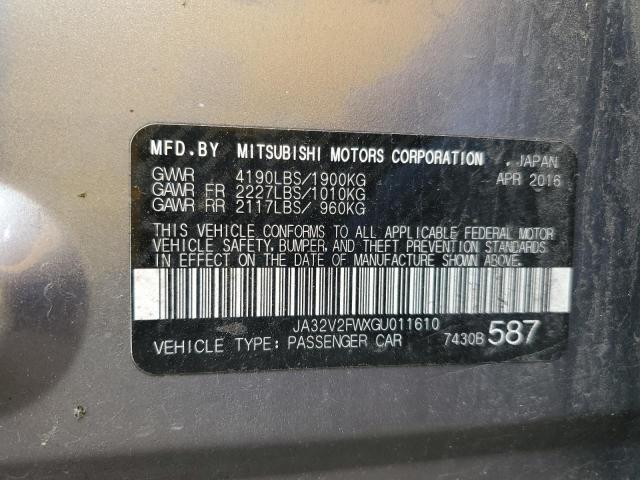 MFD.BY MITSUBISHI MOTORS CORPORATION , JAPAN
GVWR 4190LBS/1900KG APR 2016
GAWR FR 2227LBS/1010KG
GAWR RR 2117LBS/ 960KG
THIS VEHICLE CONFORMS TO ALL APPLICABLE FEDERAL MOTOR
VEHICLE SAFETY, BUMPER, AND THEFT PREVENTION STANDARDS
IN EFFECT ON THE DATE OF MANUFACTURE SHOWN ABOVE.
JA32V2FWXGU011610
VEHICLE TYPE: PASSENGER CAR 7430B 587